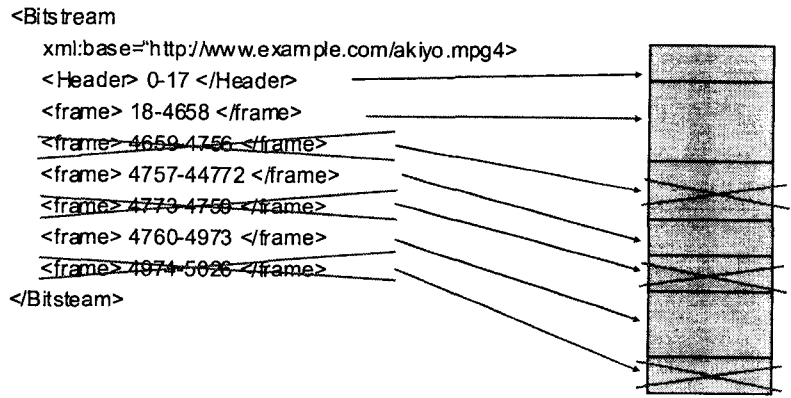 <Bitstream
xml:base="http://www.example.com/akiyo.mpg4>
<Header> 0-17 </Header>
<frame> 18-4658 </frame>
<frame> 4659-4756 </frame>
<frame> 4757-44772 </frame>
<frame> 4773-4759 </frame>
<frame> 4760-4973 </frame>
<frame> 4974-5026 </frame>
</Bitsteam>